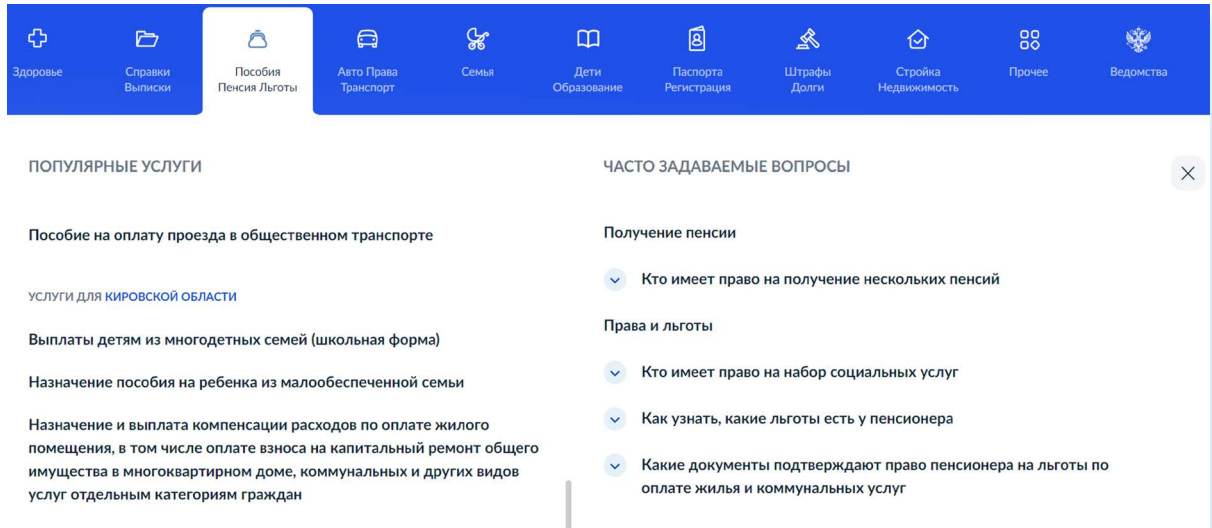 Здоровье
Справки
Выписки
Пособия
Пенсия Льготы
Авто Права
Транспорт
Семья
Дети
Образование
Паспорта
Регистрация
Штрафы
Долги
Стройка
Недвижимость
Прочее
Ведомства
ПОПУЛЯРНЫЕ УСЛУГИ
Пособие на оплату проезда в общественном транспорте
УСЛУГИ ДЛЯ КИРОВСКОЙ ОБЛАСТИ
Выплаты детям из многодетных семей (школьная форма)
Назначение пособия на ребенка из малообеспеченной семьи
Назначение и выплата компенсации расходов по оплате жилого
помещения, в том числе оплате взноса на капитальный ремонт общего
имущества в многоквартирном доме, коммунальных и других видов
услуг отдельным категориям граждан
ЧАСТО ЗАДАВАЕМЫЕ ВОПРОСЫ
Получение пенсии
Кто имеет право на получение нескольких пенсий
Права и льготы
Кто имеет право на набор социальных услуг
Как узнать, какие льготы есть у пенсионера
Какие документы подтверждают право пенсионера на льготы по
оплате жилья и коммунальных услуг